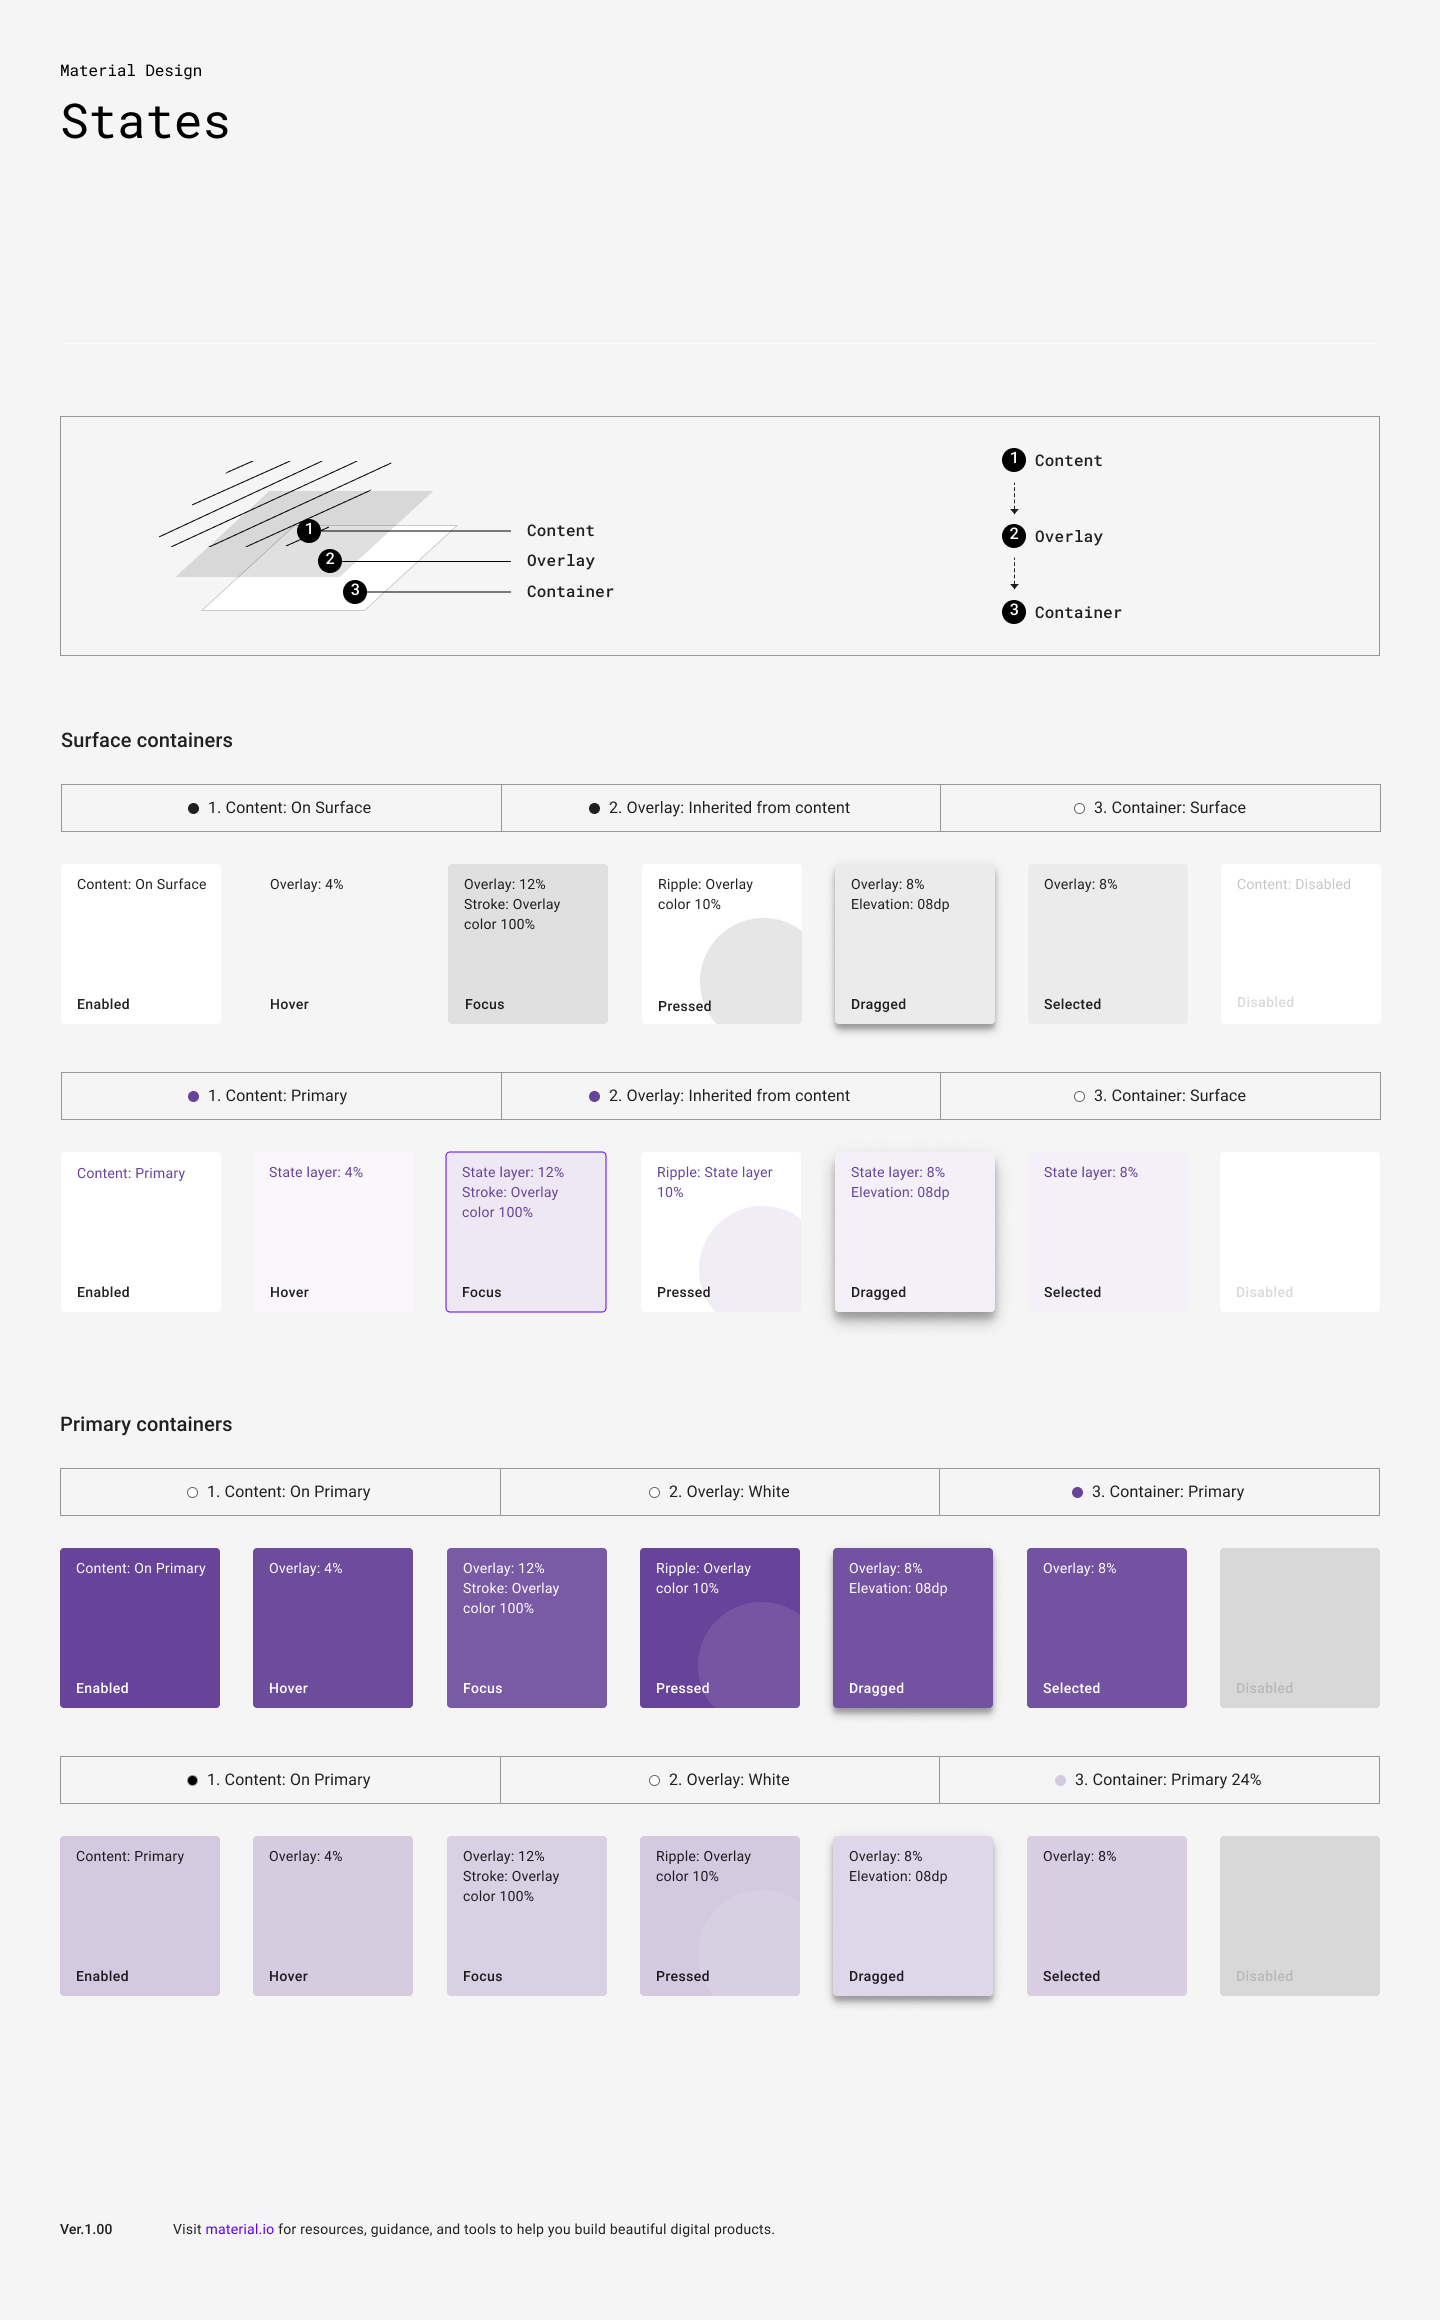 Material Design
States
1
Content
2
Overlay
3
Container
1
Content
2
Overlay
3
Container
Surface containers
1. Content: On Surface
2. Overlay: Inherited from content
3. Container: Surface
Content: On Surface
Enabled
Overlay: 4%
Hover
Overlay: 12%
Stroke: Overlay
color 100%
Focus
Ripple: Overlay
color 10%
Pressed
Overlay: 8%
Elevation: 08dp
Dragged
Overlay: 8%
Selected
Content: Disabled
Disabled
1. Content: Primary
2. Overlay: Inherited from content
3. Container: Surface
Content: Primary
Enabled
State layer: 4%
Hover
State layer: 12%
Stroke: Overlay
color 100%
Focus
Ripple: State layer
10%
Pressed
State layer: 8%
Elevation: 08dp
Dragged
State layer: 8%
Selected
Disabled
Primary containers
1. Content: On Primary
2. Overlay: White
3. Container: Primary
Content: On Primary
Enabled
Overlay: 4%
Hover
Overlay: 12%
Stroke: Overlay
color 100%
Focus
Ripple: Overlay
color 10%
Pressed
Overlay: 8%
Elevation: 08dp
Dragged
Overlay: 8%
Selected
Disabled
1. Content: On Primary
2. Overlay: White
3. Container: Primary 24%
Content: Primary
Enabled
Overlay: 4%
Hover
Overlay: 12%
Stroke: Overlay
color 100%
Focus
Ripple: Overlay
color 10%
Pressed
Overlay: 8%
Elevation: 08dp
Dragged
Overlay: 8%
Selected
Disabled
Ver.1.00
Visit material.io for resources, guidance, and tools to help you build beautiful digital products.